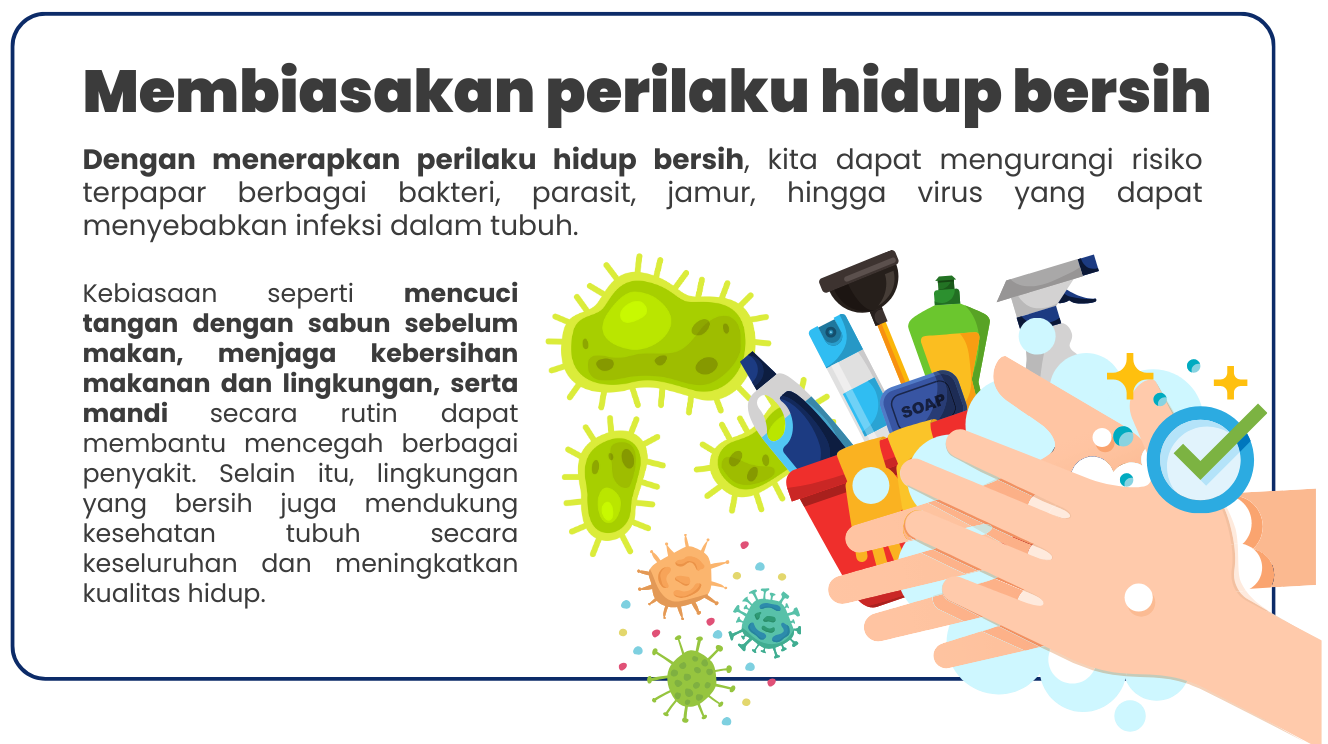 Membiasakan perilaku hidup bersih
Dengan menerapkan perilaku hidup bersih, kita dapat mengurangi risiko
terpapar berbagai bakteri, parasit, jamur, hingga virus yang dapat
menyebabkan infeksi dalam tubuh.
Kebiasaan seperti mencuci
tangan dengan sabun sebelum
makan, menjaga kebersihan
makanan dan lingkungan, serta
mandi secara rutin dapat
membantu mencegah berbagai
penyakit. Selain itu, lingkungan
yang bersih juga mendukung
kesehatan tubuh secara
keseluruhan dan meningkatkan
kualitas hidup.
SOAP